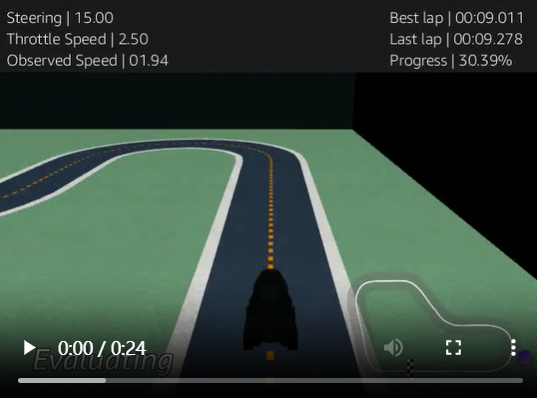 Steering | 15.00
Throttle Speed | 2.50
Observed Speed | 01.94
Best lap | 00:09.011
Last lap | 00:09.278
Progress | 30.39%
0:00 / 0:24
Evaluating